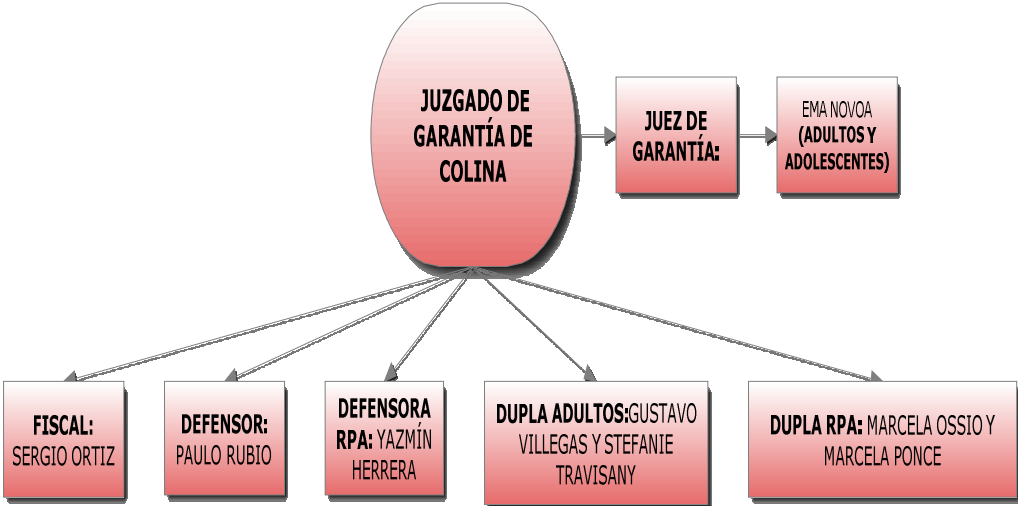 JUZGADO DE
GARANTÍA DE
COLINA
JUEZ DE
GARANTÍA:
EMA NOVOA
(ADULTOS Y
ADOLESCENTES)
FISCAL:
SERGIO ORTIZ
DEFENSOR:
PAULO RUBIO
DEFENSORA
RPA: YAZMÍN
HERRERA
DUPLA ADULTOS:GUSTAVO
VILLEGAS Y STEFANIE
TRAVISANY
DUPLA RPA: MARCELA OSSIO Y
MARCELA PONCE